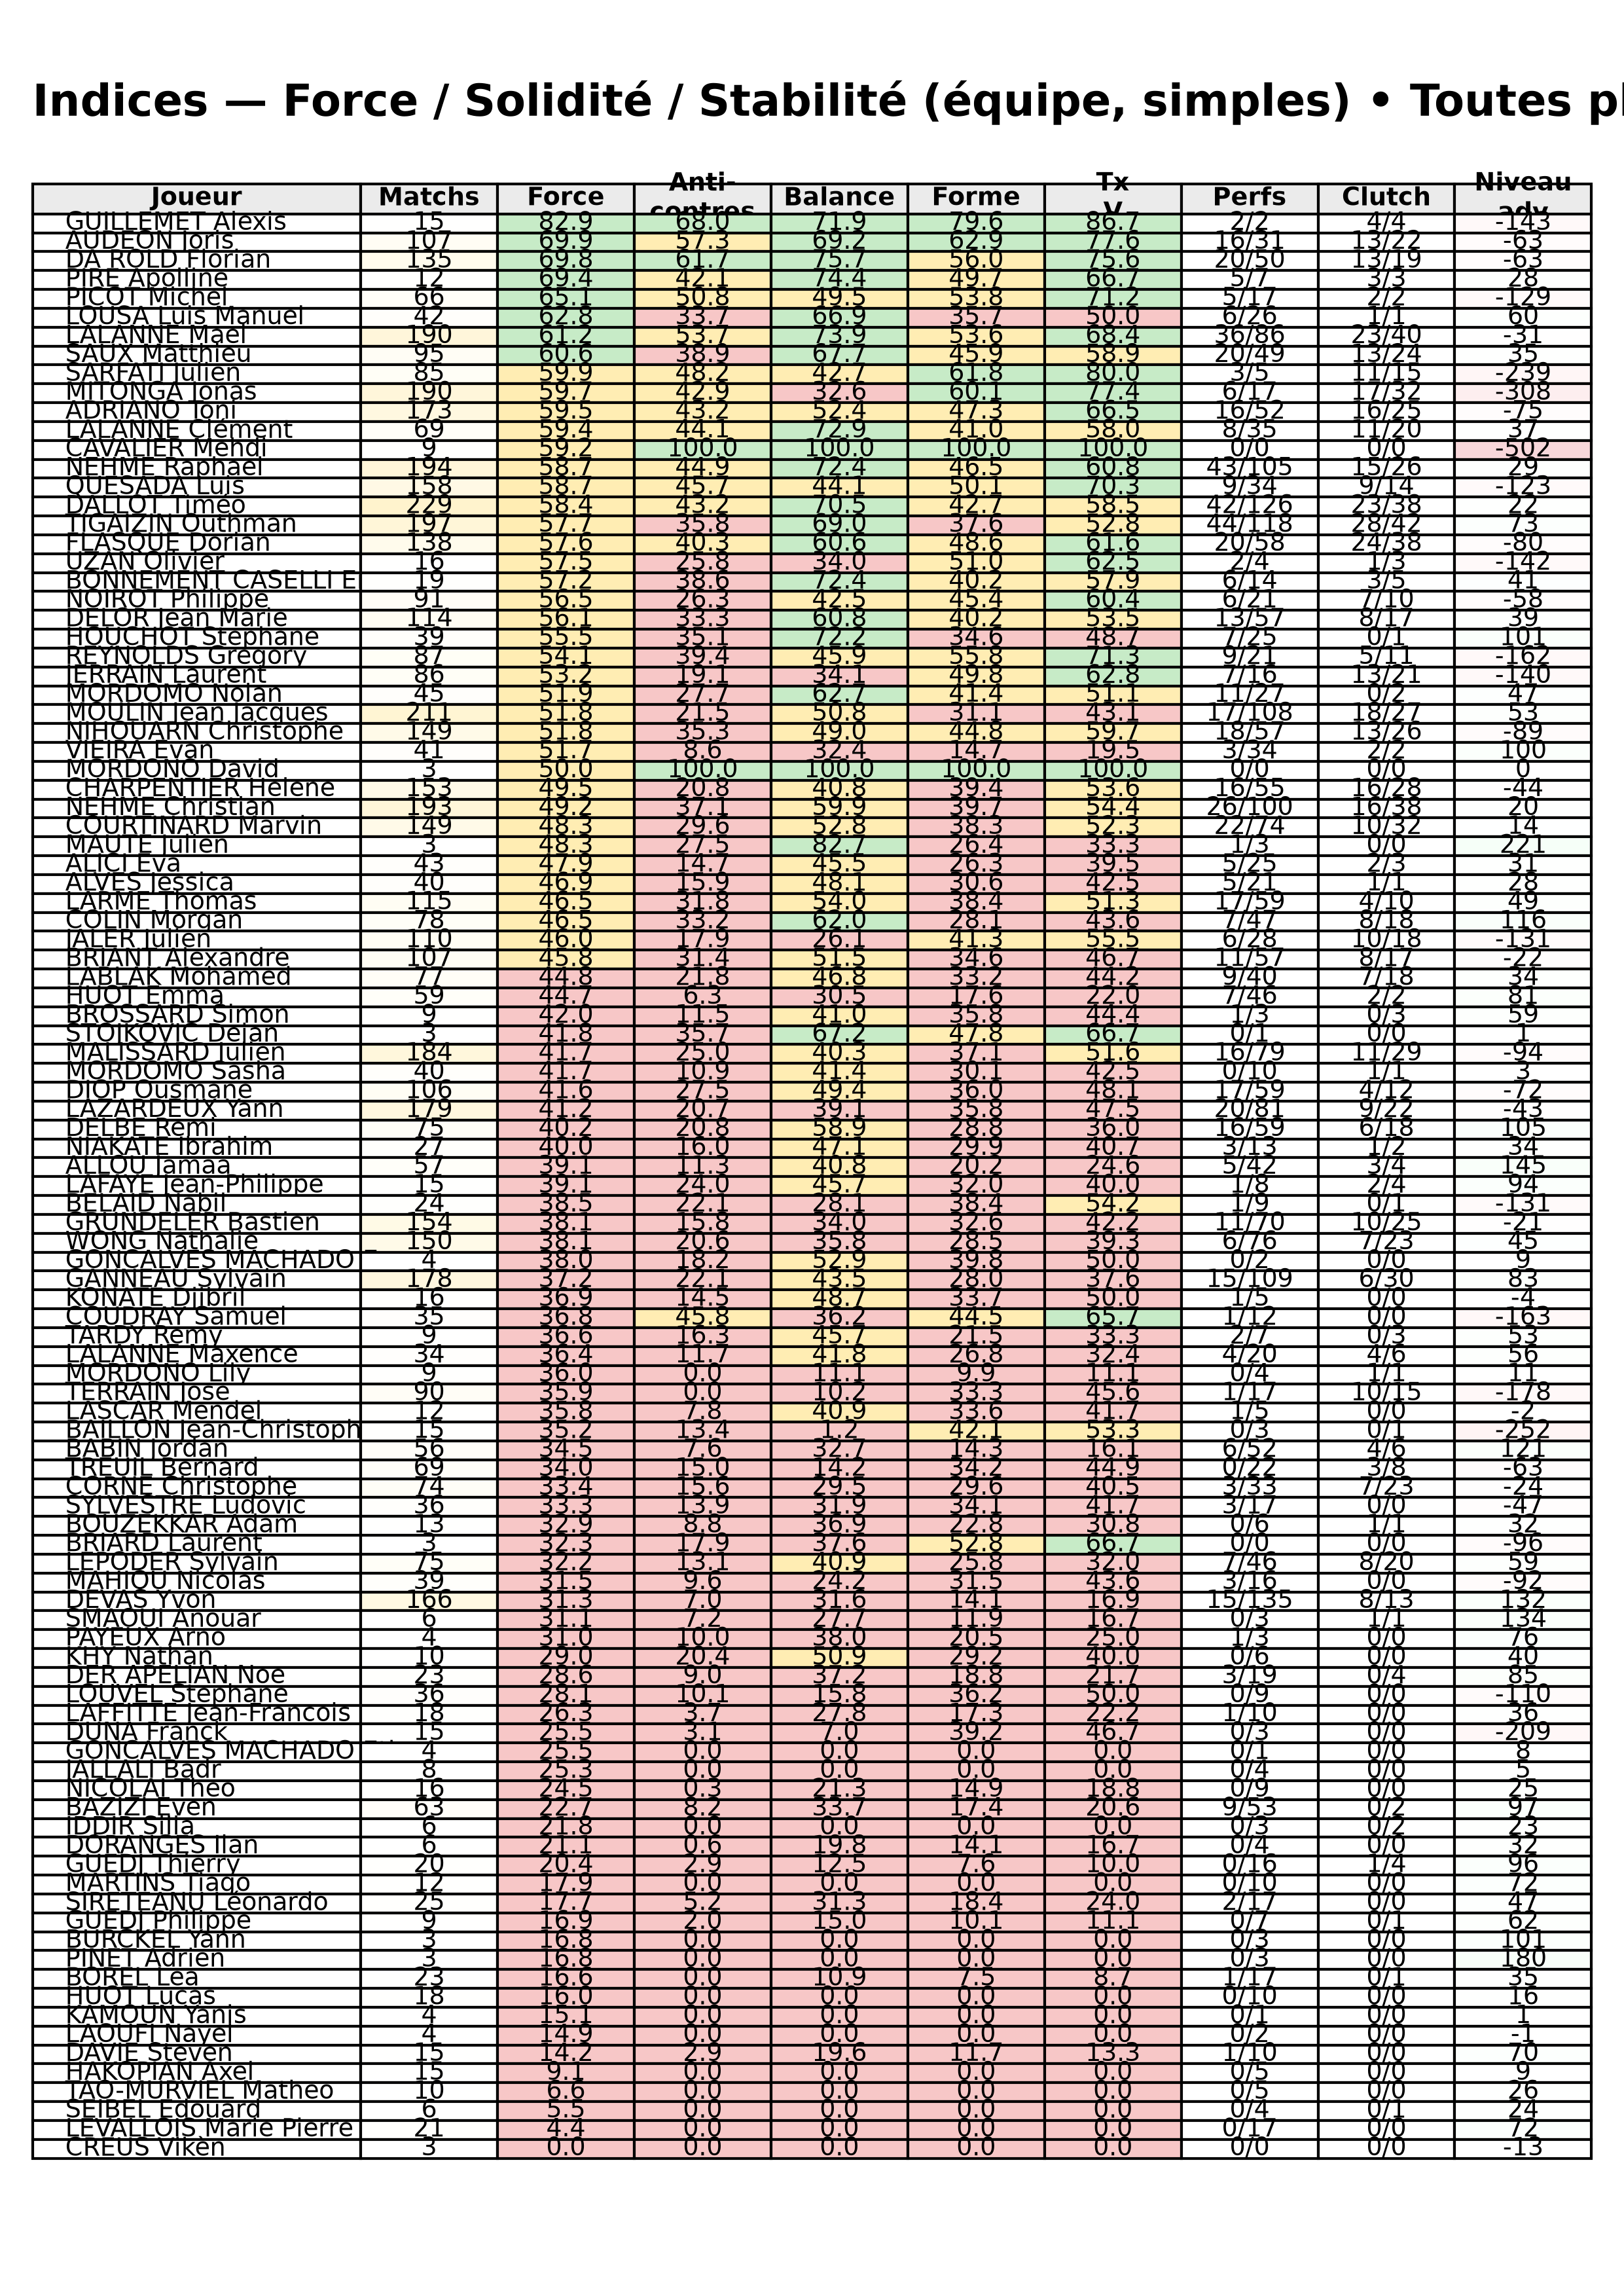 Indices — Force / Solidité / Stabilité (équipe, simples) • Toutes pl
Joueur Matchs Force Anti-contres Balance Forme Tx V Perfs Clutch Niveau adv
GUILLEMET Alexis 15 82.9 68.0 71.9 79.6 86.7 2/2 4/4 -143
AUDEON Joris 107 69.9 57.3 69.2 62.9 77.6 16/31 13/22 -63
DA ROLD Florian 135 69.8 61.7 75.7 56.0 75.6 20/50 13/19 -63
PIRE Apolline 12 69.4 42.1 74.4 49.7 66.7 5/7 3/3 28
PICOT Michel 66 65.1 50.8 49.5 53.8 71.2 5/17 2/2 -129
LOUSA Luis Manuel 42 62.8 33.7 66.9 35.7 50.0 6/26 1/1 60
LALANNE Mael 190 61.2 53.7 73.9 53.6 68.4 36/86 23/40 -31
SAUX Matthieu 95 60.6 38.9 67.7 45.9 58.9 20/49 13/24 35
SARFATI Julien 85 59.9 48.2 42.7 61.8 80.0 3/5 11/15 -239
MITONGA Jonas 190 59.7 42.9 32.6 60.1 77.4 6/17 17/32 -308
ADRIANO Toni 173 59.5 43.2 52.4 47.3 66.5 16/52 16/25 -75
LALANNE Clement 69 59.4 44.1 72.9 41.0 58.0 8/35 11/20 37
CAVALIER Mehdi 9 59.2 100.0 100.0 100.0 100.0 0/0 0/0 -502
NEHME Raphael 194 58.7 44.9 72.4 46.5 60.8 43/105 15/26 29
QUESADA Luis 158 58.7 45.7 44.1 50.1 70.3 9/34 9/14 -123
DALLOT Timéo 229 58.4 43.2 70.5 42.7 58.5 42/126 23/38 22
TIGAIZIN Outhman 197 57.7 35.8 69.0 37.6 52.8 44/118 28/42 73
FLASQUE Dorian 138 57.6 40.3 60.6 48.6 61.6 20/58 24/38 -80
UZAN Olivier 16 57.5 25.8 34.0 51.0 62.5 2/4 1/3 -142
BONNEMENT CASELLI E 19 57.2 38.6 72.4 40.2 57.9 6/14 3/5 41
NOIROT Philippe 91 56.5 26.3 42.5 45.4 60.4 6/21 7/10 -58
DELOR Jean Marie 114 56.1 33.3 60.8 40.2 53.5 13/57 8/17 39
HOUCHOT Stephane 39 55.5 35.1 72.2 34.6 48.7 7/25 0/1 101
REYNOLDS Gregory 87 54.1 39.4 45.9 55.8 71.3 9/21 5/11 -162
JERRAIN Laurent 86 53.2 19.1 34.1 49.8 62.8 7/16 13/21 -140
MORDOMO Nolan 45 51.9 27.7 62.7 41.4 51.1 11/27 0/2 47
MOULIN Jean Jacques 211 51.8 21.5 50.8 31.1 43.1 17/108 18/27 53
NIHOUARN Christophe 149 51.8 35.3 49.0 44.8 59.7 18/57 13/26 -89
VIEIRA Evan 41 51.7 8.6 32.4 14.7 19.5 3/34 2/2 100
MORDONO David 3 50.0 100.0 100.0 100.0 100.0 0/0 0/0 0
CHARPENTIER Helene 153 49.5 20.8 40.8 39.4 53.6 16/55 16/28 -44
NEHME Christian 193 49.2 37.1 59.9 39.7 54.4 26/100 16/38 20
COURTINARD Marvin 149 48.3 29.6 52.8 38.3 52.3 22/74 10/32 14
MAUTE Julien 3 48.3 27.5 82.7 26.4 33.3 1/3 0/0 221
ALICI Eva 43 47.9 14.7 45.5 26.3 39.5 5/25 2/3 31
ALVES Jessica 40 46.9 15.9 48.1 30.6 42.5 5/21 1/1 28
LARME Thomas 115 46.5 31.8 54.0 38.4 51.3 17/59 4/10 49
COLIN Morgan 78 46.5 33.2 62.0 28.1 43.6 7/47 8/18 116
JALER Julien 110 46.0 17.9 26.1 41.3 55.5 6/28 10/18 -131
BRIANT Alexandre 107 45.8 31.4 51.5 34.6 46.7 11/57 8/17 -22
LABLAK Mohamed 77 44.8 21.8 46.8 33.2 44.2 9/40 7/18 34
HUOT Emma 59 44.7 6.3 30.5 17.6 22.0 7/46 2/2 81
BROSSARD Simon 9 42.0 11.5 41.0 35.8 44.4 1/3 0/3 59
STOIKOVIC Dejan 3 41.8 35.7 67.2 47.8 66.7 0/1 0/0 1
MALISSARD Julien 184 41.7 25.0 40.3 37.1 51.6 16/79 11/29 -94
MORDOMO Sasha 40 41.7 10.9 41.4 30.1 42.5 0/10 1/1 3
DIOP Ousmane 106 41.6 27.5 49.4 36.0 48.1 17/59 4/12 -72
LAZARDEUX Yann 179 41.2 20.7 39.1 35.8 47.5 20/81 9/22 -43
DELBE Remi 75 40.2 20.8 58.9 28.8 36.0 16/59 6/18 105
NIAKATE Ibrahim 27 40.0 16.0 47.1 29.9 40.7 3/13 1/2 34
ALLOU Jamaa 57 39.1 11.3 40.8 20.2 24.6 5/42 3/4 145
LAFAYE Jean-Philippe 15 39.1 24.0 45.7 32.0 40.0 1/8 2/4 94
BELAID Nabil 24 38.5 22.1 28.1 38.4 54.2 1/9 0/1 -131
GRUNDELER Bastien 154 38.1 15.8 34.0 32.6 42.2 11/70 10/25 -21
WONG Nathalie 150 38.1 20.6 35.8 28.5 39.3 6/76 7/23 45
GONCALVES MACHADO 4 38.0 18.2 52.9 39.8 50.0 0/2 0/0 9
GANNEAU Sylvain 178 37.2 22.1 43.5 28.0 37.6 15/109 6/30 83
KONATE Djibril 16 36.9 14.5 48.7 33.7 50.0 1/5 0/0 -4
COUDRAY Samuel 35 36.8 45.8 36.2 44.5 65.7 1/12 0/0 -163
TARDY Remy 9 36.6 16.3 45.7 21.5 33.3 2/7 0/3 53
LALANNE Maxence 34 36.4 11.7 41.8 26.8 32.4 4/20 4/6 56
MORDONO Lily 9 36.0 0.0 11.1 9.9 11.1 0/4 1/1 11
TERRAIN Jose 90 35.9 0.0 10.2 33.3 45.6 1/17 10/15 -178
LASCAR Mendel 12 35.8 7.8 40.9 33.6 41.7 1/5 0/0 -2
BAILLON Jean-Christoph 15 35.2 13.4 1.2 42.1 53.3 0/3 0/1 -252
BABIN Jordan 56 34.5 7.6 32.7 14.3 16.1 6/52 4/6 121
TREUIL Bernard 69 34.0 15.0 14.2 34.2 44.9 0/22 3/8 -63
CORNE Christophe 74 33.4 15.6 29.5 29.6 40.5 3/33 7/23 -24
SYLVESTRE Ludovic 36 33.3 13.9 31.9 34.1 41.7 3/17 0/0 -47
BOUZEKKAR Adam 13 32.9 8.8 36.9 22.8 30.8 0/6 1/1 32
BRIARD Laurent 3 32.3 17.9 37.6 52.8 66.7 0/0 0/0 -96
LEPODER Sylvain 75 32.2 13.1 40.9 25.8 32.0 7/46 8/20 59
MAHIOU Nicolas 39 31.5 9.6 24.2 31.5 43.6 3/16 0/0 -92
DEVAS Yvon 166 31.3 7.0 31.6 14.1 16.9 15/135 8/13 132
SMAOUI Anouar 6 31.1 7.2 27.7 11.9 16.7 0/3 1/1 134
PAYEUX Arno 4 31.0 10.0 38.0 20.5 25.0 1/3 0/0 76
KHY Nathan 10 29.0 20.4 50.9 29.2 40.0 0/6 0/0 40
DER APELIAN Noe 23 28.6 9.0 37.2 18.8 21.7 3/19 0/4 85
LOUVEL Stephane 36 28.1 10.1 15.8 36.2 50.0 0/9 0/0 -110
LAFFITTE Jean-Francois 18 26.3 3.7 27.8 17.3 22.2 1/10 0/0 36
DUNA Franck 15 25.5 3.1 7.0 39.2 46.7 0/3 0/0 -209
GONCALVES MACHADO 4 25.5 0.0 0.0 0.0 0.0 0/1 0/0 8
JALLALI Badr 8 25.3 0.0 0.0 0.0 0.0 0/4 0/0 5
NICOLAI Theo 16 24.5 0.3 21.3 14.9 18.8 0/9 0/0 25
BAZIZI Even 63 22.7 8.2 33.7 17.4 20.6 9/53 0/2 97
IDDIR Silia 6 21.8 0.0 0.0 0.0 0.0 0/3 0/2 23
DORANGES Ilan 6 21.1 0.6 19.8 14.1 16.7 0/4 0/0 32
GUEDJ Thierry 20 20.4 2.9 12.5 7.6 10.0 0/16 1/4 96
MARTINS Tiago 12 17.9 0.0 0.0 0.0 0.0 0/10 0/0 72
SIRETEANU Léonardo 25 17.7 5.2 31.3 18.4 24.0 2/17 0/0 47
GUEDJ Philippe 9 16.9 2.0 15.0 10.1 11.1 0/7 0/1 62
BURCKEL Yann 3 16.8 0.0 0.0 0.0 0.0 0/3 0/0 101
PINET Adrien 3 16.8 0.0 0.0 0.0 0.0 0/3 0/0 180
BOREL Lea 23 16.6 0.0 10.9 7.5 8.7 1/17 0/1 35
HUOT Lucas 18 16.0 0.0 0.0 0.0 0.0 0/10 0/0 16
KAMOUN Yanis 4 15.1 0.0 0.0 0.0 0.0 0/1 0/0 1
LAOUFI Nayel 4 14.9 0.0 0.0 0.0 0.0 0/2 0/0 -1
DAVIE Steven 15 14.2 2.9 19.6 11.7 13.3 1/10 0/0 70
HAKOPIAN Axel 15 9.1 0.0 0.0 0.0 0.0 0/5 0/0 9
TAO-MURVIEL Matheo 10 6.6 0.0 0.0 0.0 0.0 0/5 0/0 26
SEIBEL Edouard 6 5.5 0.0 0.0 0.0 0.0 0/4 0/1 24
LEVALLOIS Marie Pierre 21 4.4 0.0 0.0 0.0 0.0 0/17 0/0 72
CREUS Vikèn 3 0.0 0.0 0.0 0.0 0.0 0/0 0/0 -13